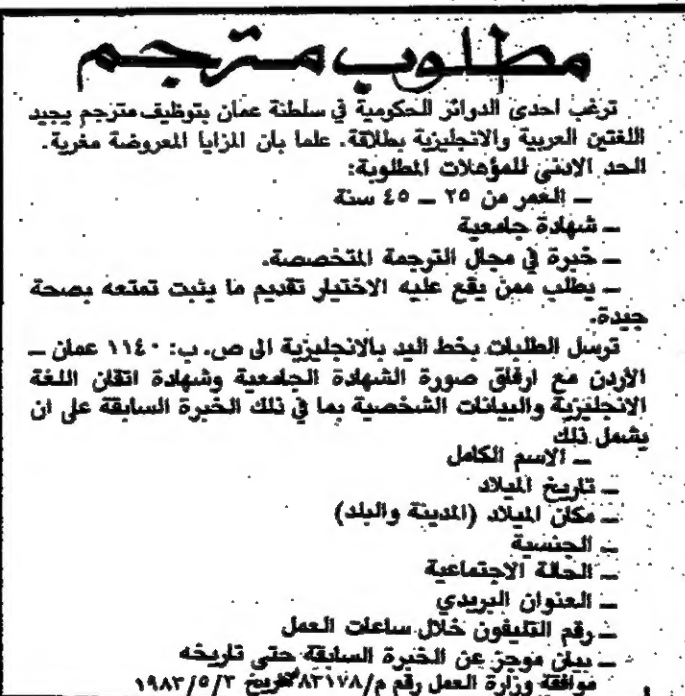 مطلوب مترجم
ترغب احدى الدوائر الحكومية في سلطنة عمان بتوظيف مترجم يجيد
اللغتين العربية والانجليزية بطلاقة. علما بان المزايا المعروضة مغرية.
الحد الادنى للمؤهلات المطلوبة:
ـ العمر من ٢٥ ـ ٤٥ سنة
ـ شهادة جامعية
ـ خبرة في مجال الترجمة المتخصصة.
ـ يطلب ممن يقع عليه الاختيار تقديم ما يثبت تمتعه بصحة
جيدة.
ترسل الطلبات بخط اليد بالانجليزية الى ص.ب: ١١٤٠ عمان ـ
الأردن مع ارفاق صورة الشهادة الجامعية وشهادة اتقان اللغة
الانجليزية والبيانات الشخصية بما في ذلك الخبرة السابقة على ان
يشمل ذلك
ـ الاسم الكامل
ـ تاريخ الميلاد
ـ مكان الميلاد (المدينة والبلد)
ـ الجنسية
ـ الحالة الاجتماعية
ـ العنوان البريدي
ـ رقم التليفون خلال ساعات العمل
ـ بيان موجز عن الخبرة السابقة حتى تاريخه
موافقة وزارة العمل رقم م/٨٣١٧٨ تاريخ ١٩٨٣/٥/٣